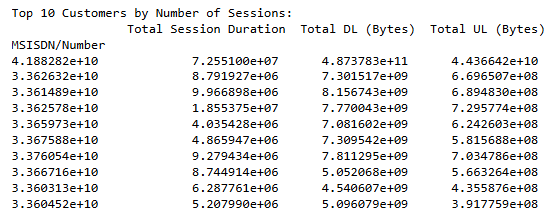 Top 10 Customers by Number of Sessions:
Total Session Duration Total DL (Bytes) Total UL (Bytes)
MSISDN/Number
4.188282e+10 7.255100e+07 4.873783e+11 4.436642e+10
3.362632e+10 8.791927e+06 7.301517e+09 6.696507e+08
3.361489e+10 9.966898e+06 8.156743e+09 6.894830e+08
3.362578e+10 1.855375e+07 7.770043e+09 7.295774e+08
3.365973e+10 4.035428e+06 7.081602e+09 6.242603e+08
3.367588e+10 4.865947e+06 7.309542e+09 5.815688e+08
3.376054e+10 9.279434e+06 7.811295e+09 7.034786e+08
3.366716e+10 8.744914e+06 5.052068e+09 5.663264e+08
3.360313e+10 6.287761e+06 4.540607e+09 4.355876e+08
3.360452e+10 5.207990e+06 5.096079e+09 3.917759e+08